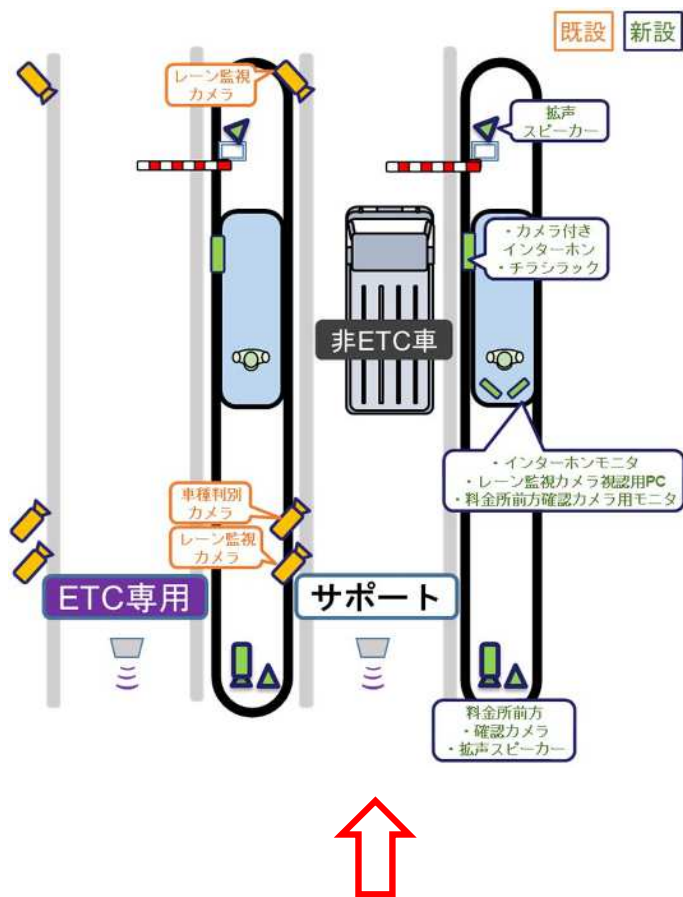 既設
新設
レーン監視
カメラ
拡声
スピーカー
・カメラ付き
インターホン
・チラシラック
非ETC車
・インターホンモニタ
・レーン監視カメラ視認用PC
・料金所前方確認カメラ用モニタ
車種判別
カメラ
レーン監視
カメラ
ETC専用
サポート
料金所前方
・確認カメラ
・拡声スピーカー